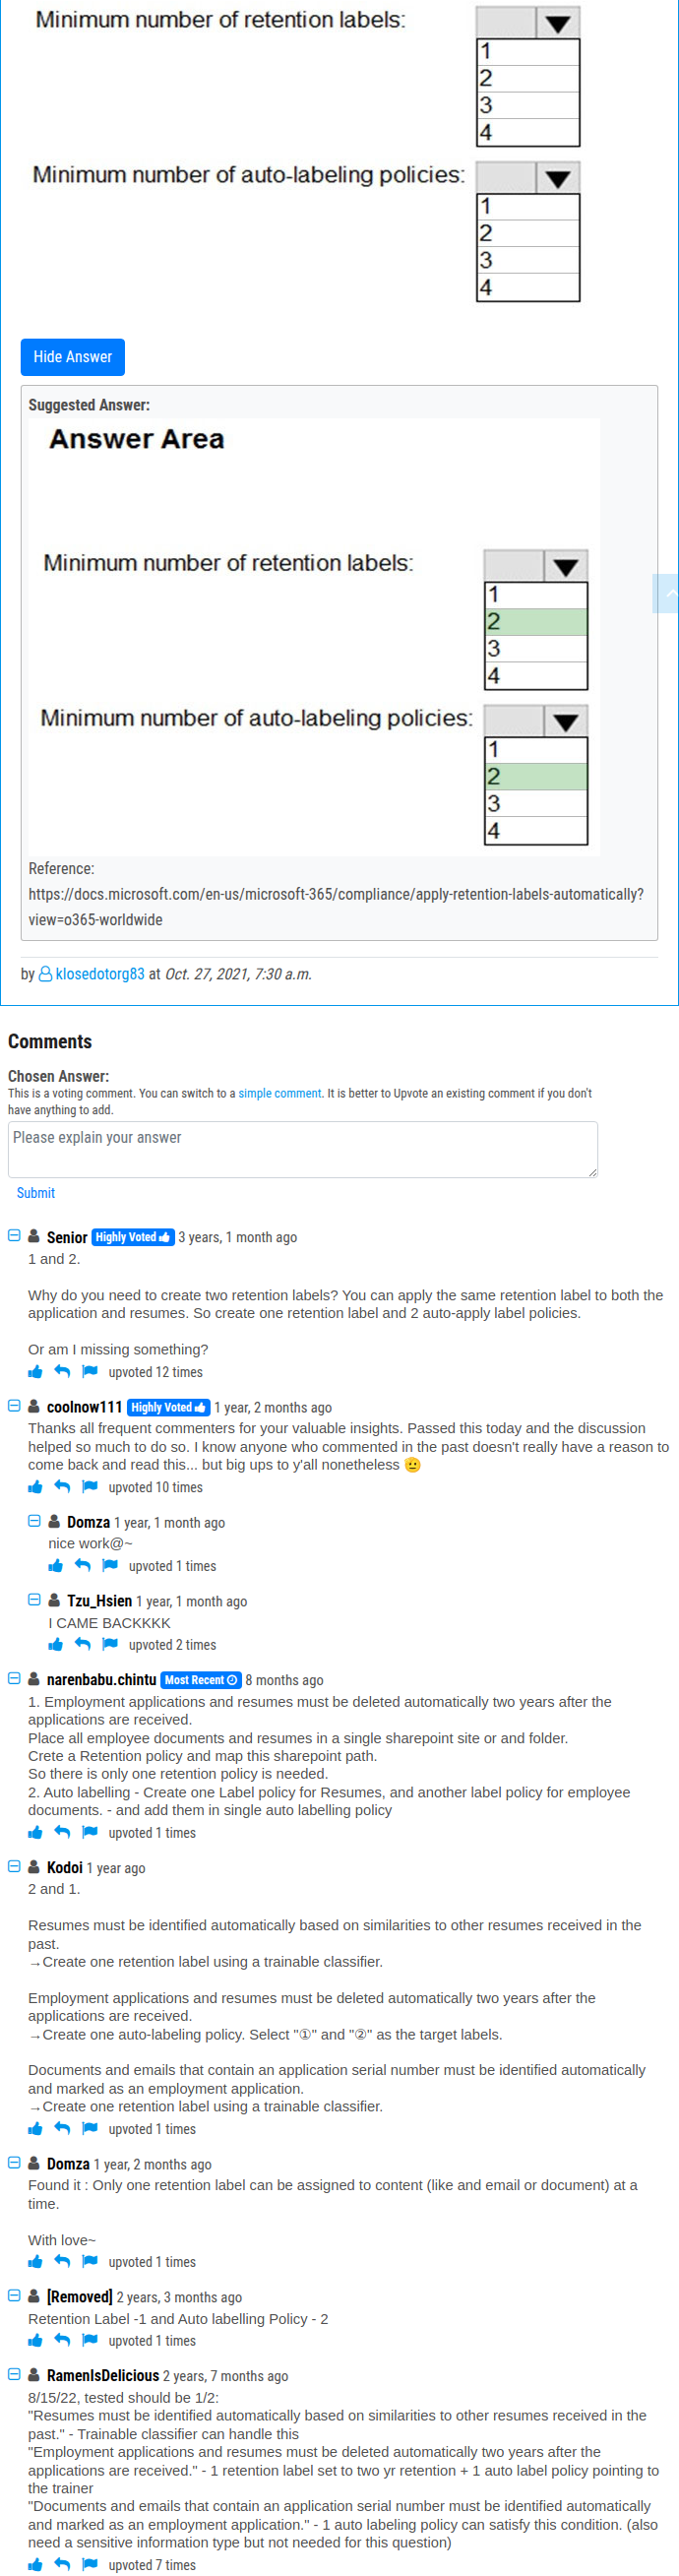 Minimum number of retention labels:
1
2
3
4
Minimum number of auto-labeling policies:
1
2
3
4
Hide Answer
Suggested Answer:
Answer Area
Minimum number of retention labels:
1
2
3
4
Minimum number of auto-labeling policies:
1
2
3
4
Reference:
https://docs.microsoft.com/en-us/microsoft-365/compliance/apply-retention-labels-automatically?
view=o365-worldwide
by klosedotorg83 at Oct. 27, 2021, 7:30 a.m.
Comments
Chosen Answer:
This is a voting comment. You can switch to a simple comment. It is better to Upvote an existing comment if you don't
have anything to add.
Please explain your answer
Submit
Senior Highly Voted 3 years, 1 month ago
1 and 2.
Why do you need to create two retention labels? You can apply the same retention label to both the
application and resumes. So create one retention label and 2 auto-apply label policies.
Or am I missing something?
upvoted 12 times
coolnow111 Highly Voted 1 year, 2 months ago
Thanks all frequent commenters for your valuable insights. Passed this today and the discussion
helped so much to do so. I know anyone who commented in the past doesn't really have a reason to
come back and read this... but big ups to y'all nonetheless 🫡
upvoted 10 times
Domza 1 year, 1 month ago
nice work@~
upvoted 1 times
Tzu_Hsien 1 year, 1 month ago
I CAME BACKKKK
upvoted 2 times
narenbabu.chintu Most Recent 8 months ago
1. Employment applications and resumes must be deleted automatically two years after the
applications are received.
Place all employee documents and resumes in a single sharepoint site or and folder.
Crete a Retention policy and map this sharepoint path.
So there is only one retention policy is needed.
2. Auto labelling - Create one Label policy for Resumes, and another label policy for employee
documents. - and add them in single auto labelling policy
upvoted 1 times
Kodoi 1 year ago
2 and 1.
Resumes must be identified automatically based on similarities to other resumes received in the
past.
→Create one retention label using a trainable classifier.
Employment applications and resumes must be deleted automatically two years after the
applications are received.
→Create one auto-labeling policy. Select "①" and "②" as the target labels.
Documents and emails that contain an application serial number must be identified automatically
and marked as an employment application.
→Create one retention label using a trainable classifier.
upvoted 1 times
Domza 1 year, 2 months ago
Found it : Only one retention label can be assigned to content (like and email or document) at a
time.
With love~
upvoted 1 times
[Removed] 2 years, 3 months ago
Retention Label -1 and Auto labelling Policy - 2
upvoted 1 times
RamenIsDelicious 2 years, 7 months ago
8/15/22, tested should be 1/2:
"Resumes must be identified automatically based on similarities to other resumes received in the
past." - Trainable classifier can handle this
"Employment applications and resumes must be deleted automatically two years after the
applications are received." - 1 retention label set to two yr retention + 1 auto label policy pointing to
the trainer
"Documents and emails that contain an application serial number must be identified automatically
and marked as an employment application." - 1 auto labeling policy can satisfy this condition. (also
need a sensitive information type but not needed for this question)
upvoted 7 times